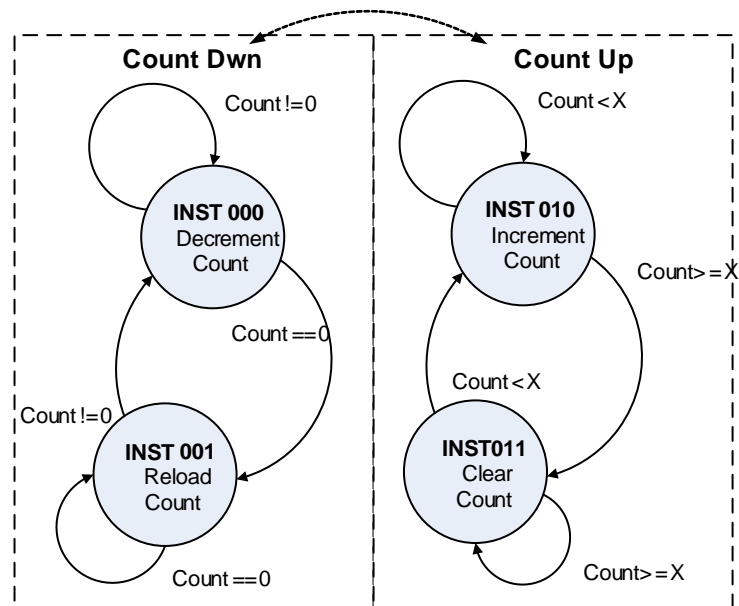 Count Dwn
Count !=0
INST 000
Decrement
Count
Count ==0
Count !=0
INST 001
Reload
Count
Count ==0
Count Up
Count < X
INST 010
Increment
Count
Count>=X
Count < X
INST011
Clear
Count
Count>=X